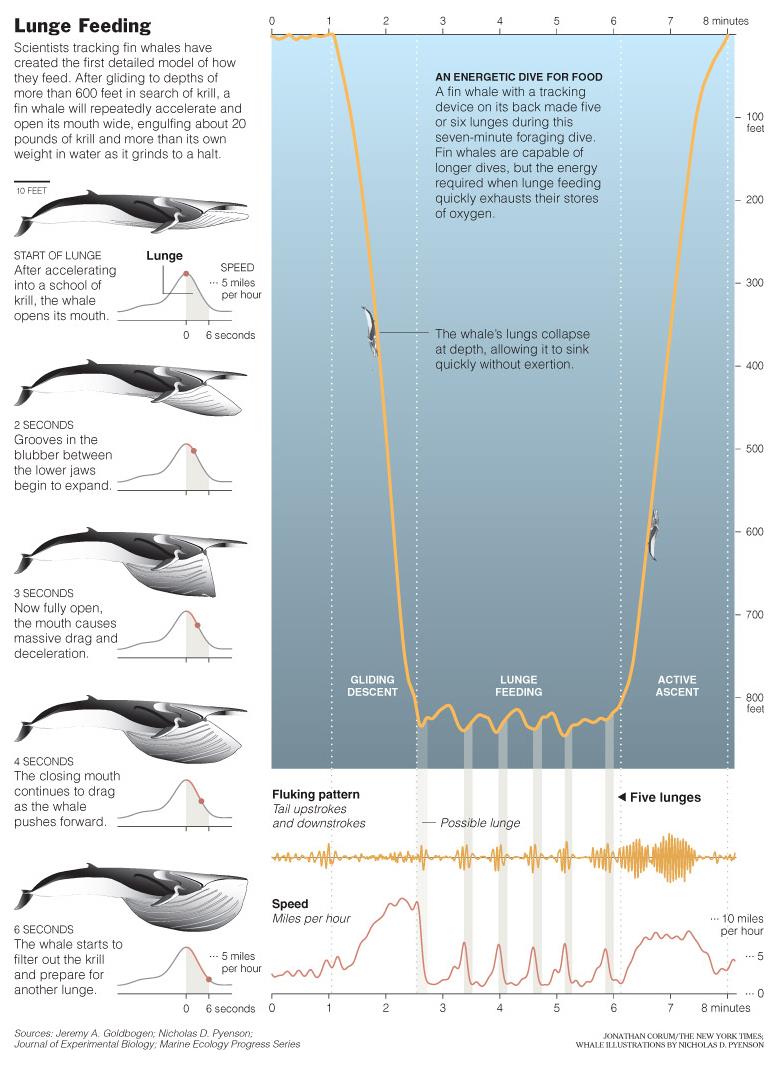 Lunge Feeding
Scientists tracking fin whales have
created the first detailed model of how
they feed. After gliding to depths of
more than 600 feet in search of krill, a
fin whale will repeatedly accelerate and
open its mouth wide, engulfing about 20
pounds of krill and more than its own
weight in water as it grinds to a halt.
10 FEET
START OF LUNGE
After accelerating
into a school of
krill, the whale
opens its mouth.
Lunge
SPEED
··· 5 miles
per hour
0 6 seconds
2 SECONDS
Grooves in the
blubber between
the lower jaws
begin to expand.
3 SECONDS
Now fully open,
the mouth causes
massive drag and
deceleration.
4 SECONDS
The closing mouth
continues to drag
as the whale
pushes forward.
6 SECONDS
The whale starts to
filter out the krill
and prepare for
another lunge.
··· 5 miles
per hour
0 6 seconds
0 1 2 3 4 5 6 7 8 minutes
AN ENERGETIC DIVE FOR FOOD
A fin whale with a tracking
device on its back made five
or six lunges during this
seven-minute foraging dive.
Fin whales are capable of
longer dives, but the energy
required when lunge feeding
quickly exhausts their stores
of oxygen.
100
feet
200
300
400
500
600
700
800
feet
The whale's lungs collapse
at depth, allowing it to sink
quickly without exertion.
GLIDING
DESCENT
LUNGE
FEEDING
ACTIVE
ASCENT
Fluking pattern
Tail upstrokes
and downstrokes
Possible lunge
◄ Five lunges
Speed
Miles per hour
··· 10 miles
per hour
··· 5
··· 0
0 1 2 3 4 5 6 7 8 minutes
Sources: Jeremy A. Goldbogen; Nicholas D. Pyenson;
Journal of Experimental Biology; Marine Ecology Progress Series
JONATHAN CORUM/THE NEW YORK TIMES;
WHALE ILLUSTRATIONS BY NICHOLAS D. PYENSON